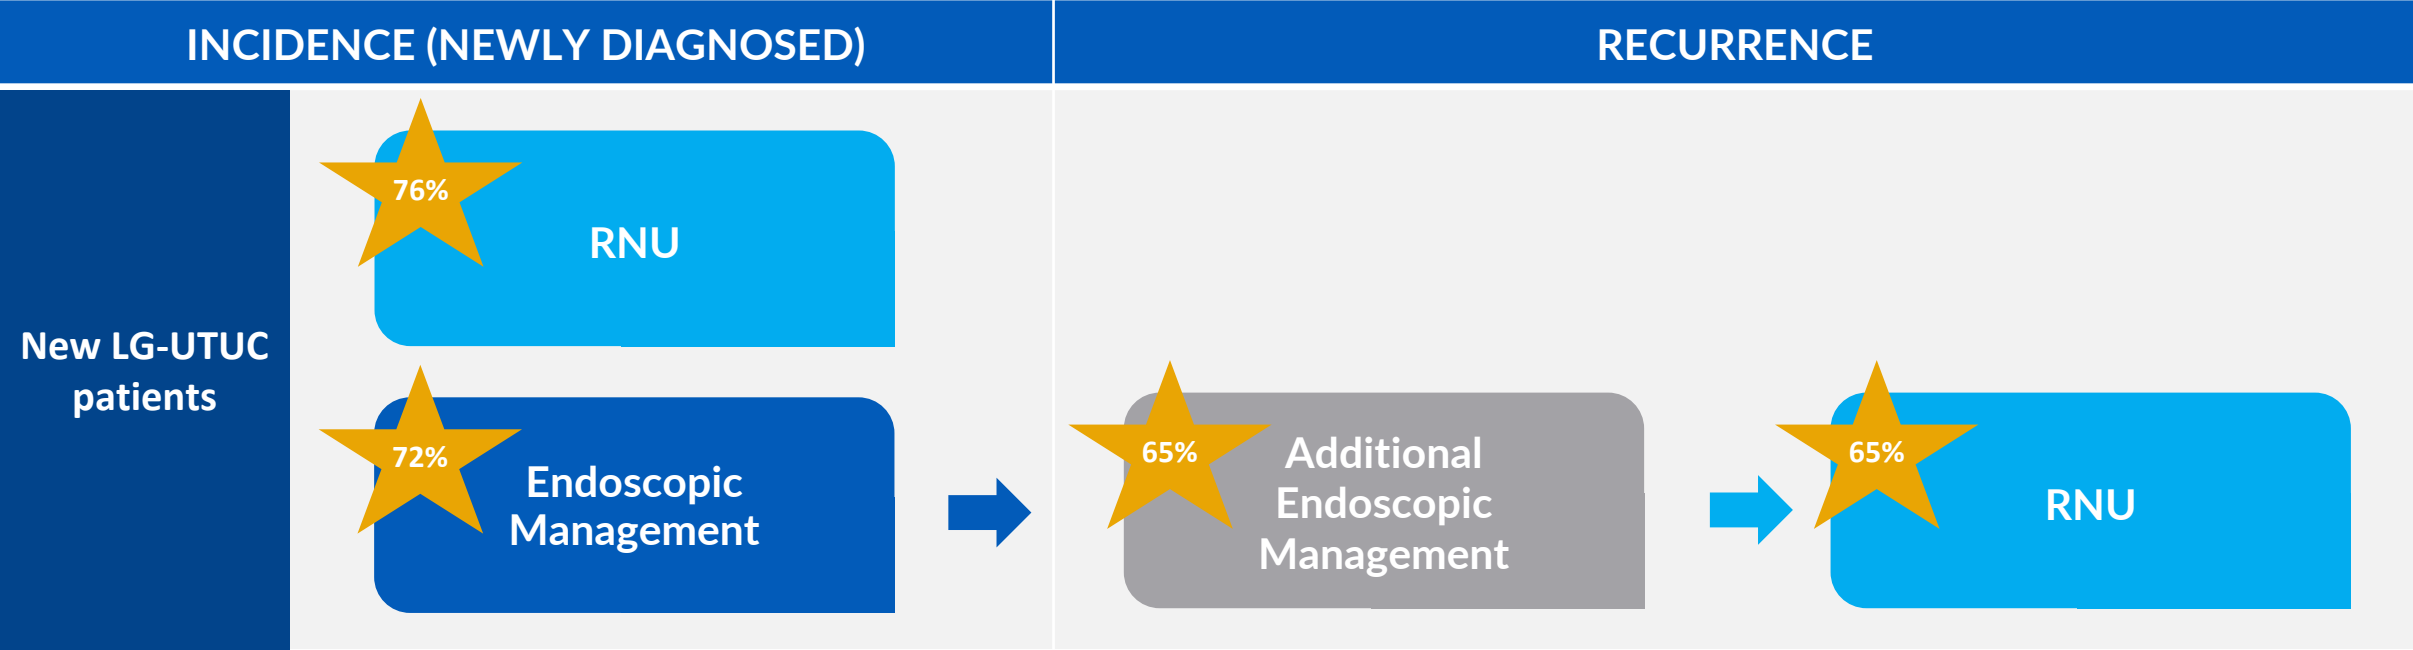 INCIDENCE (NEWLY DIAGNOSED)
RECURRENCE
New LG-UTUC
patients
76%
RNU
72%
Endoscopic
Management
65%
Additional
Endoscopic
Management
65%
RNU